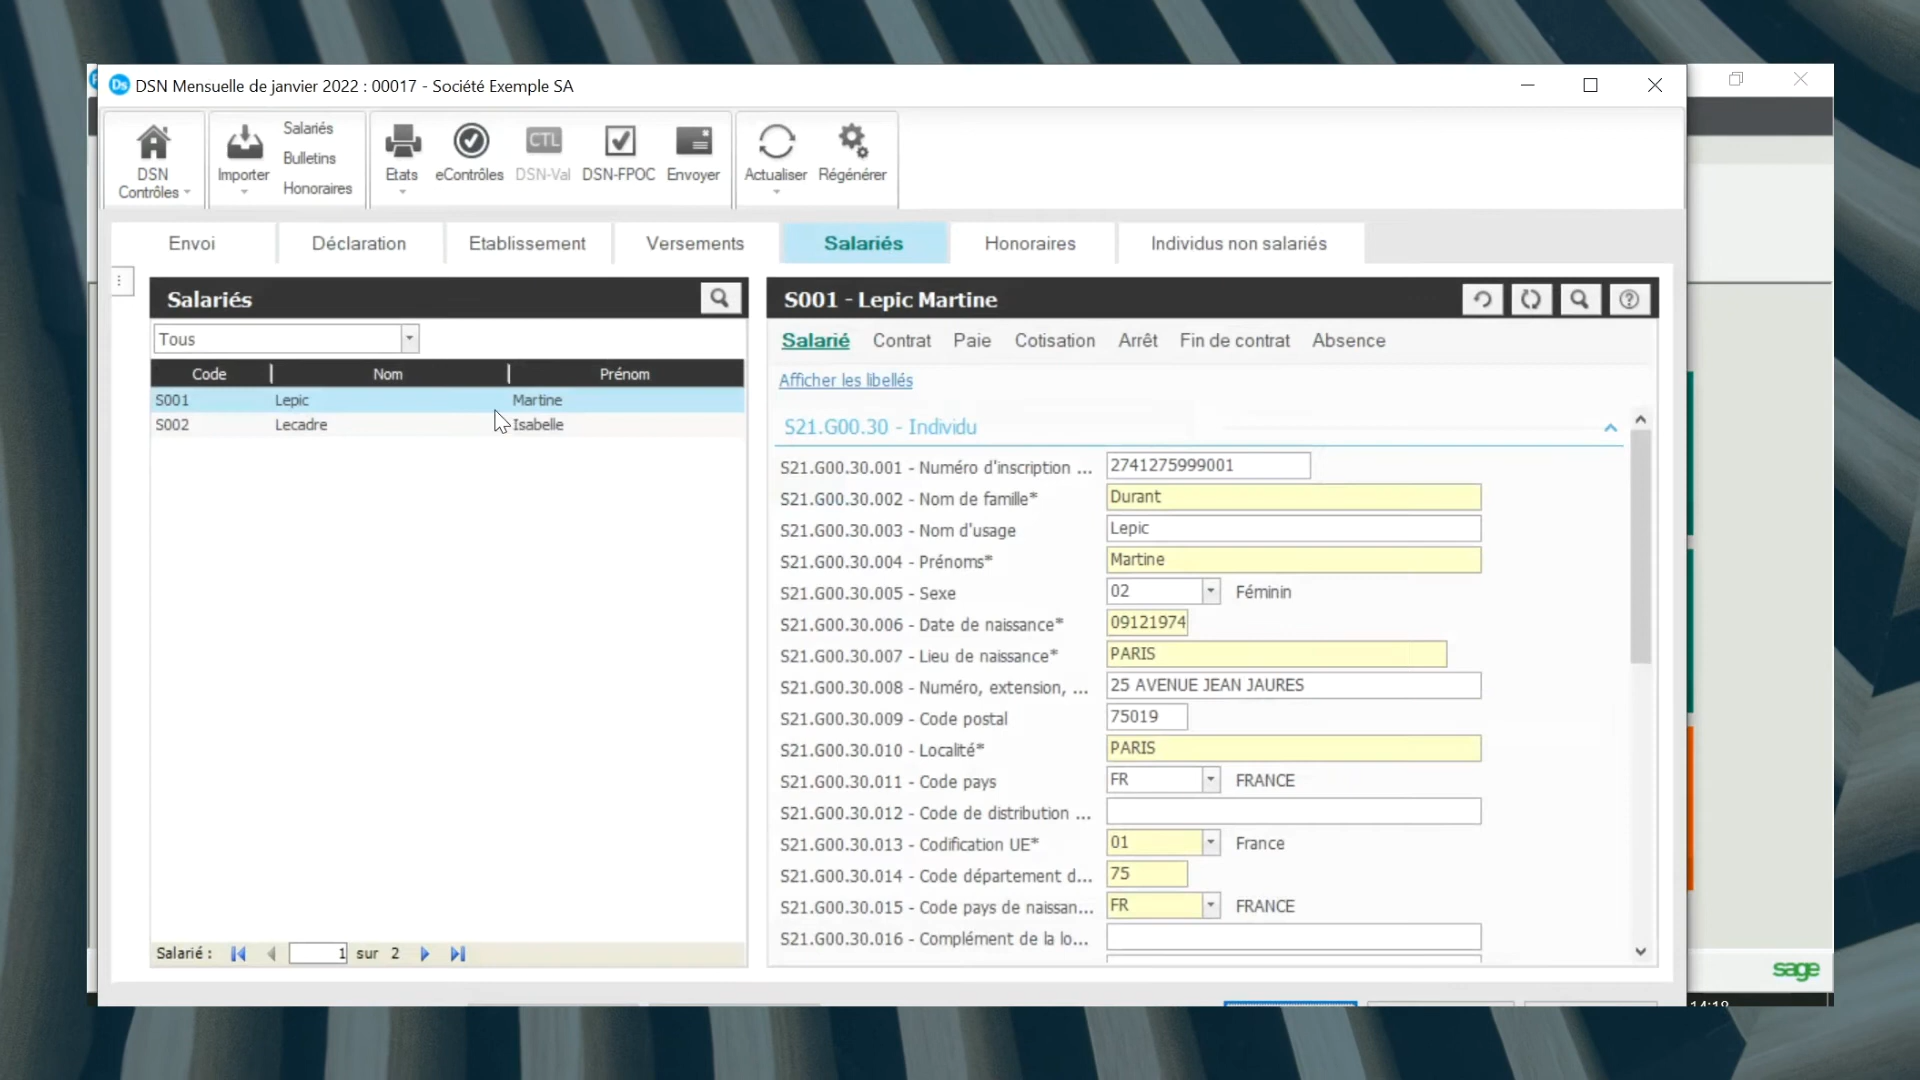 DSN Mensuelle de janvier 2022 : 00017 - Société Exemple SA
DSN Contrôles
Importer
Salariés
Bulletins
Honoraires
Etats
eContrôles
CTL
DSN-Val
DSN-FPOC
Envoyer
Actualiser
Régénérer
Envoi
Déclaration
Etablissement
Versements
Salariés
Honoraires
Individus non salariés
Salariés
Tous
Code Nom Prénom
S001 Lepic Martine
S002 Lecadre Isabelle
Salarié : 1 sur 2
S001 - Lepic Martine
Salarié Contrat Paie Cotisation Arrêt Fin de contrat Absence
Afficher les libellés
S21.G00.30 - Individu
S21.G00.30.001 - Numéro d'inscription ... 2741275999001
S21.G00.30.002 - Nom de famille* Durant
S21.G00.30.003 - Nom d'usage Lepic
S21.G00.30.004 - Prénoms* Martine
S21.G00.30.005 - Sexe 02 Féminin
S21.G00.30.006 - Date de naissance* 09121974
S21.G00.30.007 - Lieu de naissance* PARIS
S21.G00.30.008 - Numéro, extension, ... 25 AVENUE JEAN JAURES
S21.G00.30.009 - Code postal 75019
S21.G00.30.010 - Localité* PARIS
S21.G00.30.011 - Code pays FR FRANCE
S21.G00.30.012 - Code de distribution ...
S21.G00.30.013 - Codification UE* 01 France
S21.G00.30.014 - Code département d... 75
S21.G00.30.015 - Code pays de naissan... FR FRANCE
S21.G00.30.016 - Complément de la lo...
sage